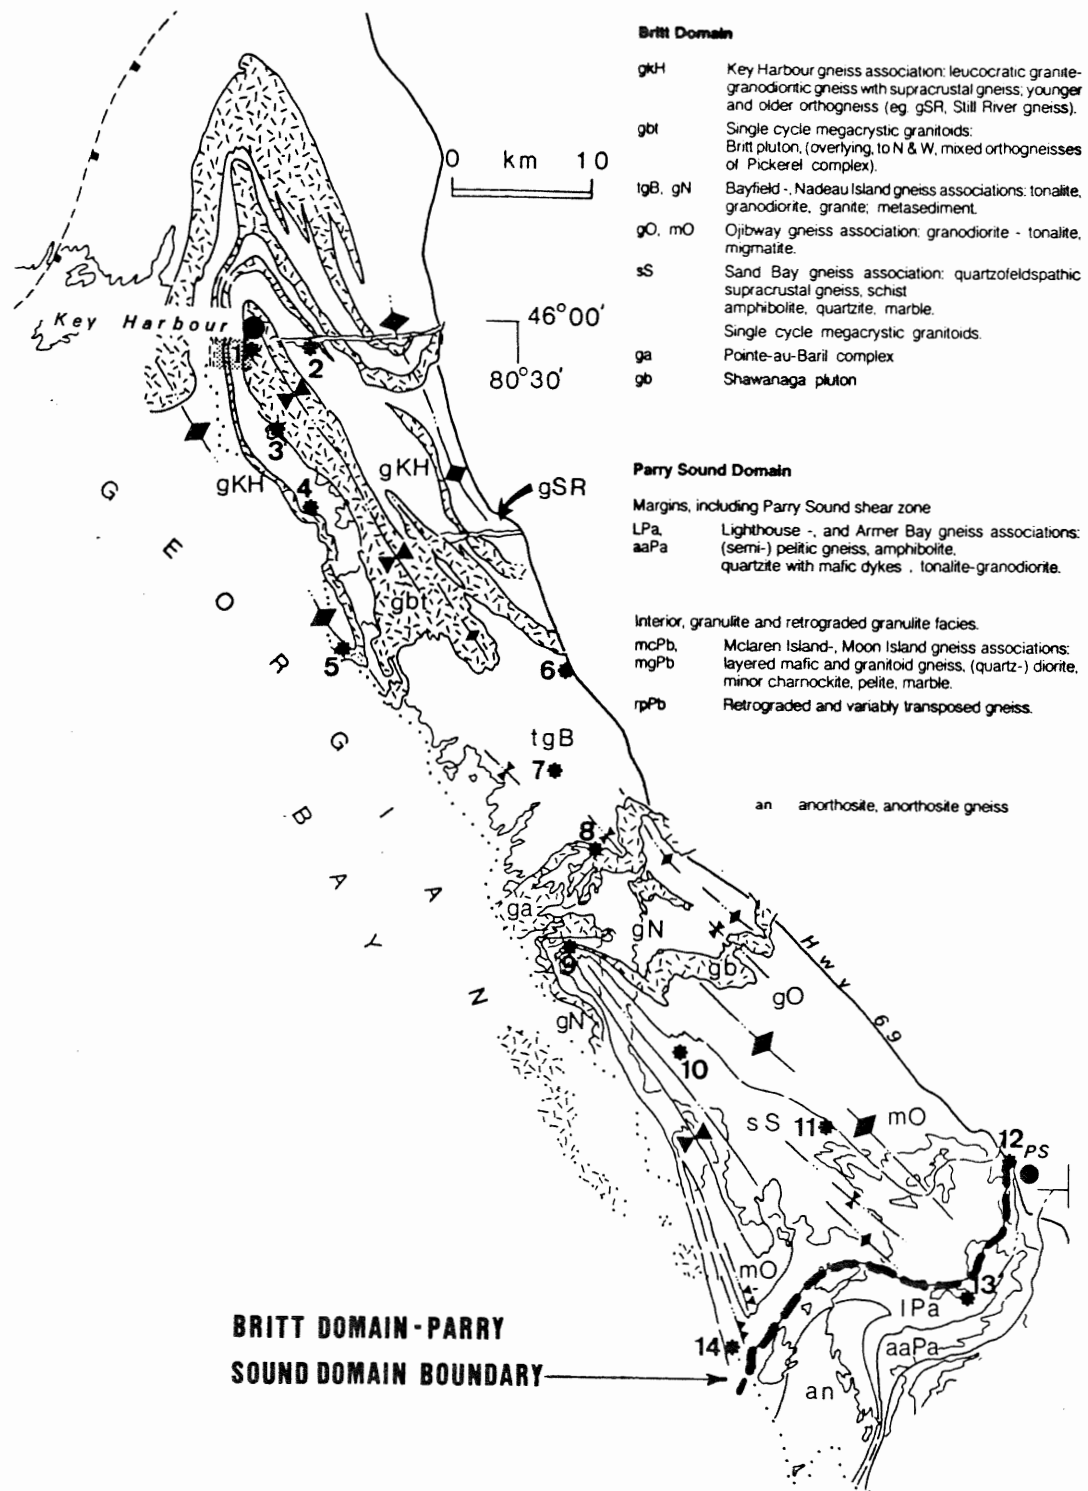 Britt Domain
gkH Key Harbour gneiss association: leucocratic granite-
granodioritic gneiss with supracrustal gneiss; younger
and older orthogneiss (eg. gSR, Still River gneiss).
gbt Single cycle megacrystic granitoids:
Britt pluton, (overlying, to N & W, mixed orthogneisses
of Pickerel complex).
tgB, gN Bayfield -, Nadeau Island gneiss associations: tonalite,
granodiorite, granite; metasediment.
gO, mO Ojibway gneiss association: granodiorite - tonalite,
migmatite.
sS Sand Bay gneiss association: quartzofeldspathic
supracrustal gneiss, schist
amphibolite, quartzite, marble.
Single cycle megacrystic granitoids.
ga Pointe-au-Baril complex
gb Shawanaga pluton
Parry Sound Domain
Margins, including Parry Sound shear zone
LPa, Lighthouse -, and Armer Bay gneiss associations:
aaPa (semi-) pelitic gneiss, amphibolite,
quartzite with mafic dykes , tonalite-granodiorite.
Interior, granulite and retrograded granulite facies.
mcPb, Mclaren Island-, Moon Island gneiss associations:
mgPb layered mafic and granitoid gneiss, (quartz-) diorite,
minor charnockite, pelite, marble.
rpPb Retrograded and variably transposed gneiss.
an anorthosite, anorthosite gneiss
0 km 10
46°00'
80°30'
Key Harbour
1
2
3
gKH
4
gKH
gSR
gbt
5
6
tgB
7
8
ga
gN
9
gb
gO
gN
10
sS
11
mO
12
PS
mO
13
lPa
aaPa
14
an
GEORGIAN
BAY
Hwy 69
BRITT DOMAIN-PARRY
SOUND DOMAIN BOUNDARY